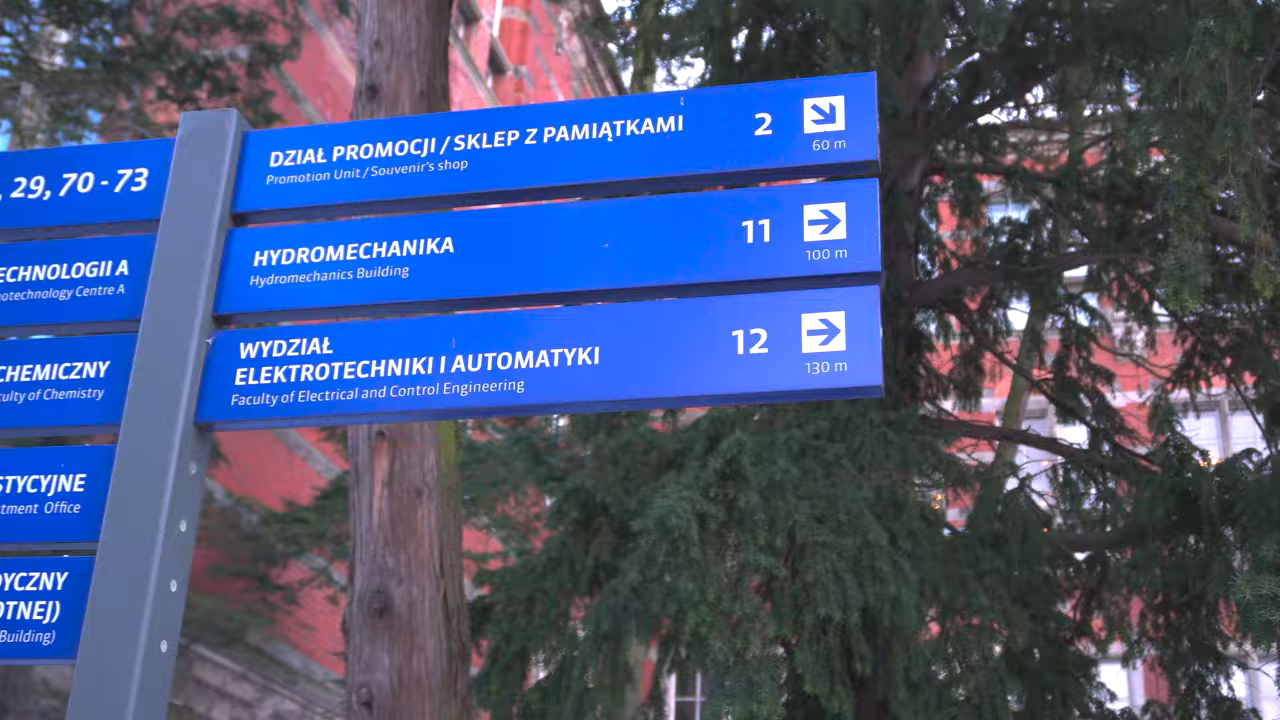 , 29, 70 - 73
ECHNOLOGII A
notechnology Centre A
CHEMICZNY
culty of Chemistry
STYCYJNE
tment Office
DYCZNY
OTNEJ)
Building)
DZIAŁ PROMOCJI / SKLEP Z PAMIĄTKAMI
Promotion Unit / Souvenir's shop
2
60 m
HYDROMECHANIKA
Hydromechanics Building
11
100 m
WYDZIAŁ
ELEKTROTECHNIKI I AUTOMATYKI
Faculty of Electrical and Control Engineering
12
130 m